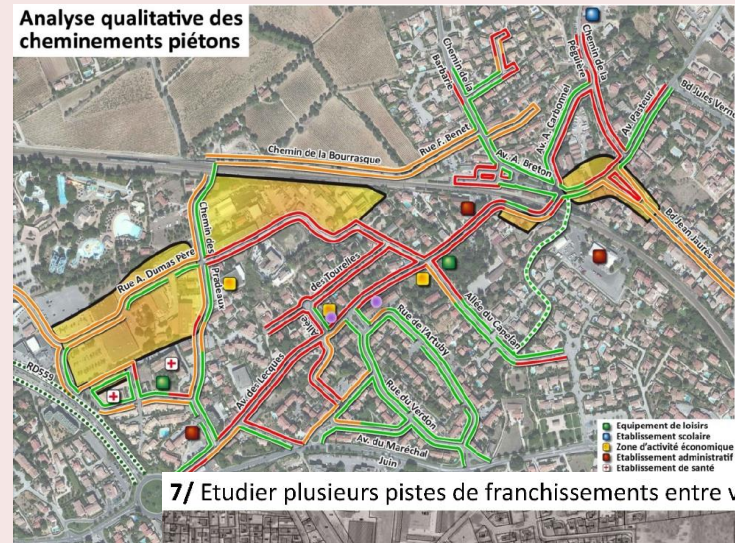 Analyse qualitative des
cheminements piétons
Chemin de la
Barbarie
Chemin de la
Péguière
Bd Jules Verne
Av. A. Carbonnel
Av. Pasteur
Rue F. Benet
Chemin de la Bourrasque
Av. A. Breton
Bd Jean Jaurès
Chemin des
Pradeaux
Rue A. Dumas Père
Allée
des Tourelles
Rue de l'Artuby
Allée du Capelan
RD559
Av. des Lecques
Rue du Verdon
Av. du Maréchal
Juin
Equipement de loisirs
Etablissement scolaire
Zone d'activité économique
Etablissement administratif
Etablissement de santé
7/ Etudier plusieurs pistes de franchissements entre v